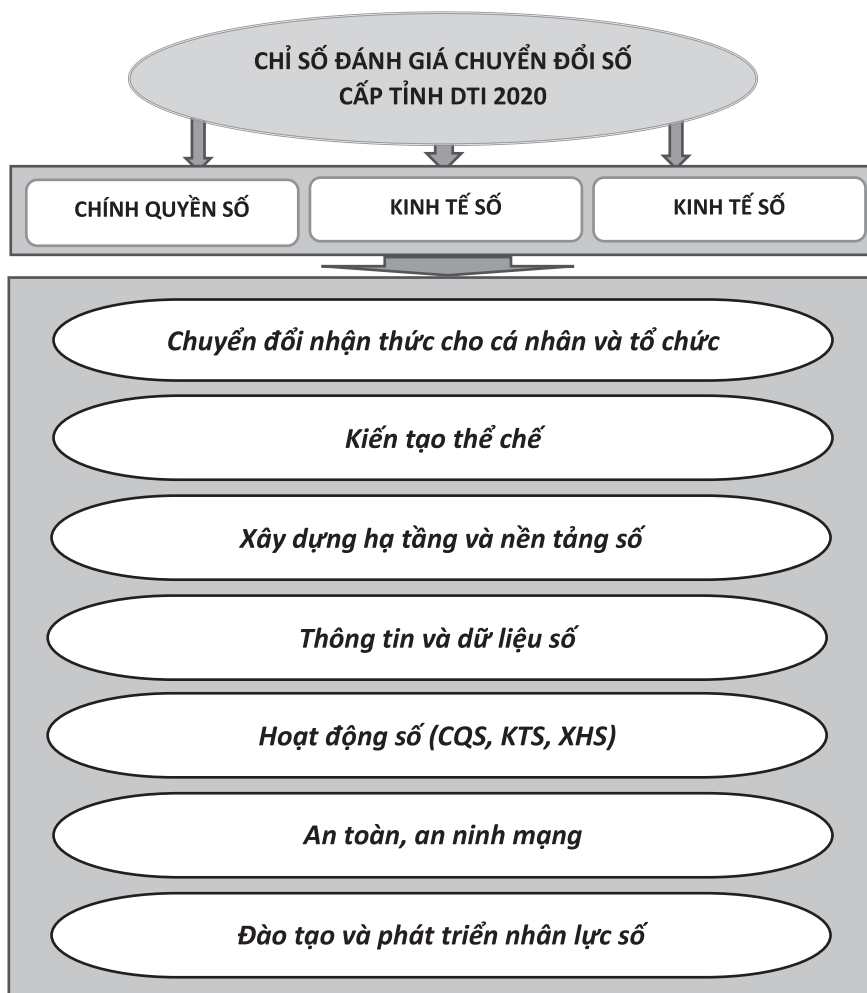 CHỈ SỐ ĐÁNH GIÁ CHUYỂN ĐỔI SỐ
CẤP TỈNH DTI 2020
CHÍNH QUYỀN SỐ
KINH TẾ SỐ
KINH TẾ SỐ
Chuyển đổi nhận thức cho cá nhân và tổ chức
Kiến tạo thể chế
Xây dựng hạ tầng và nền tảng số
Thông tin và dữ liệu số
Hoạt động số (CQS, KTS, XHS)
An toàn, an ninh mạng
Đào tạo và phát triển nhân lực số